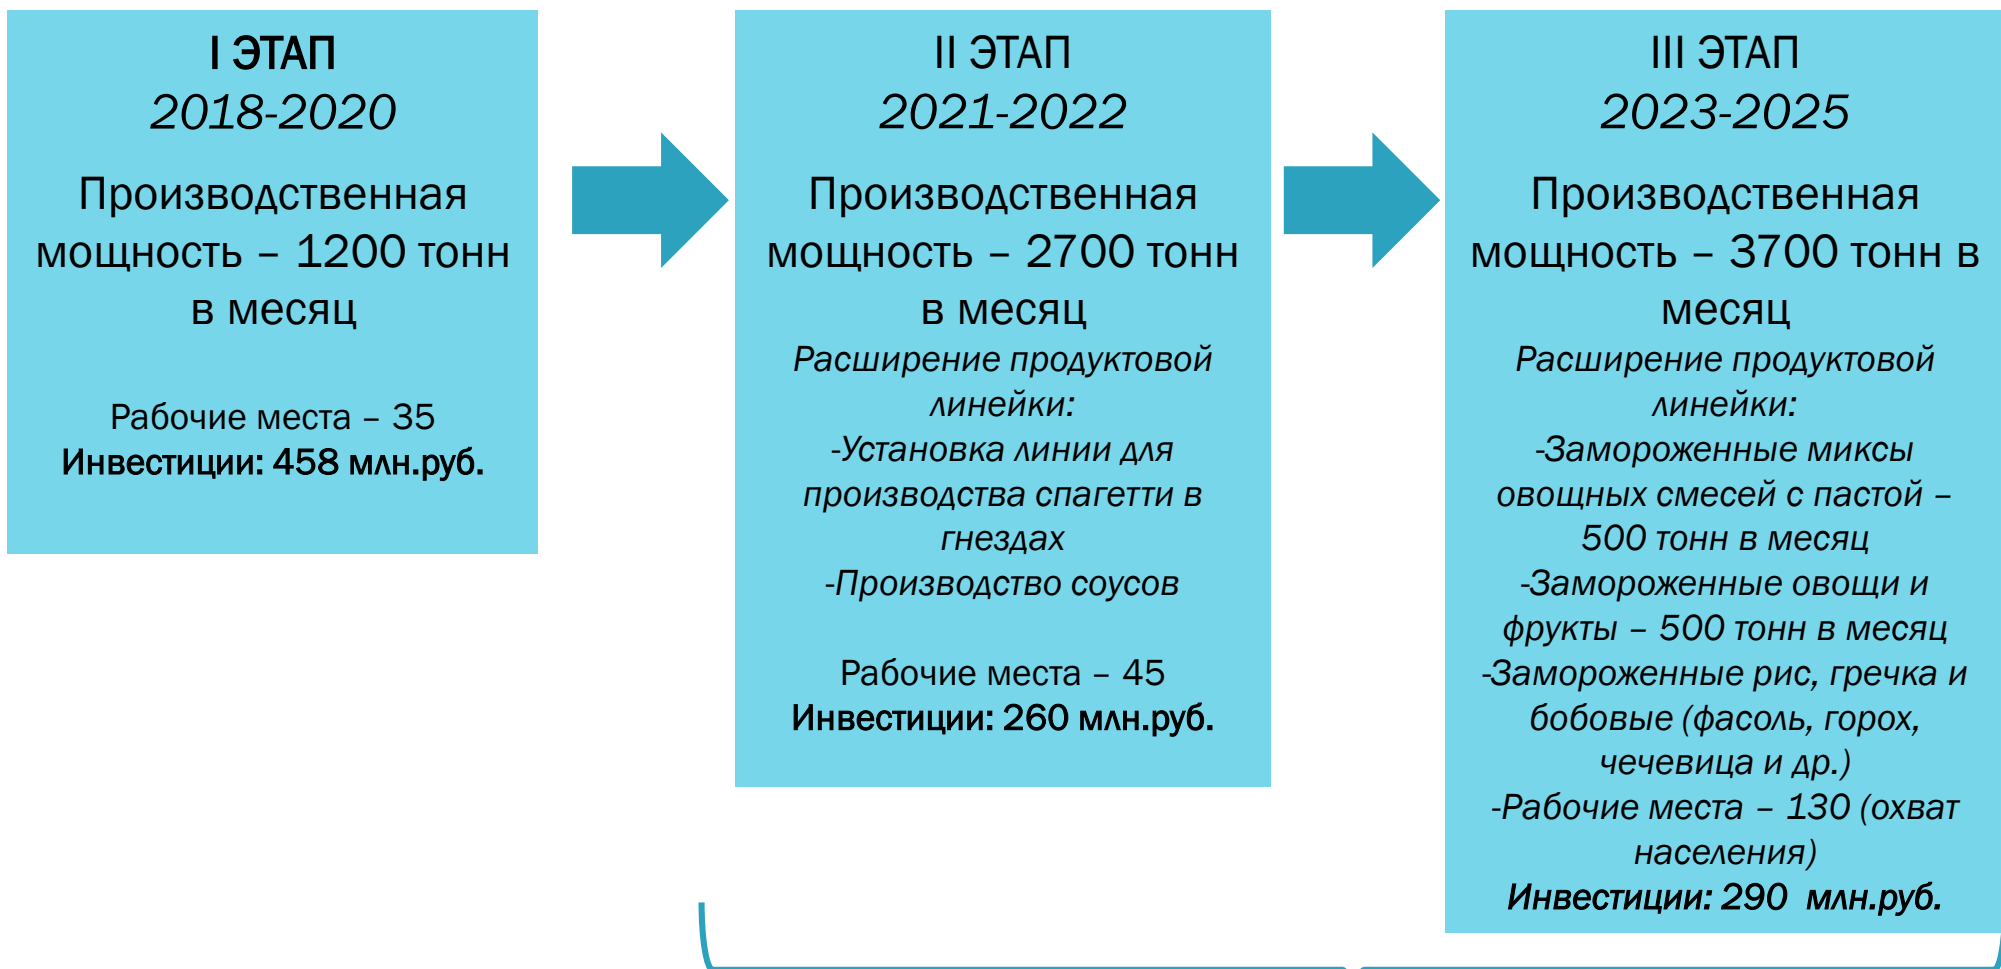 I ЭТАП
2018-2020
Производственная
мощность – 1200 тонн
в месяц
Рабочие места – 35
Инвестиции: 458 млн.руб.
II ЭТАП
2021-2022
Производственная
мощность – 2700 тонн
в месяц
Расширение продуктовой
линейки:
-Установка линии для
производства спагетти в
гнездах
-Производство соусов
Рабочие места – 45
Инвестиции: 260 млн.руб.
III ЭТАП
2023-2025
Производственная
мощность – 3700 тонн в
месяц
Расширение продуктовой
линейки:
-Замороженные миксы
овощных смесей с пастой –
500 тонн в месяц
-Замороженные овощи и
фрукты – 500 тонн в месяц
-Замороженные рис, гречка и
бобовые (фасоль, горох,
чечевица и др.)
-Рабочие места – 130 (охват
населения)
Инвестиции: 290 млн.руб.